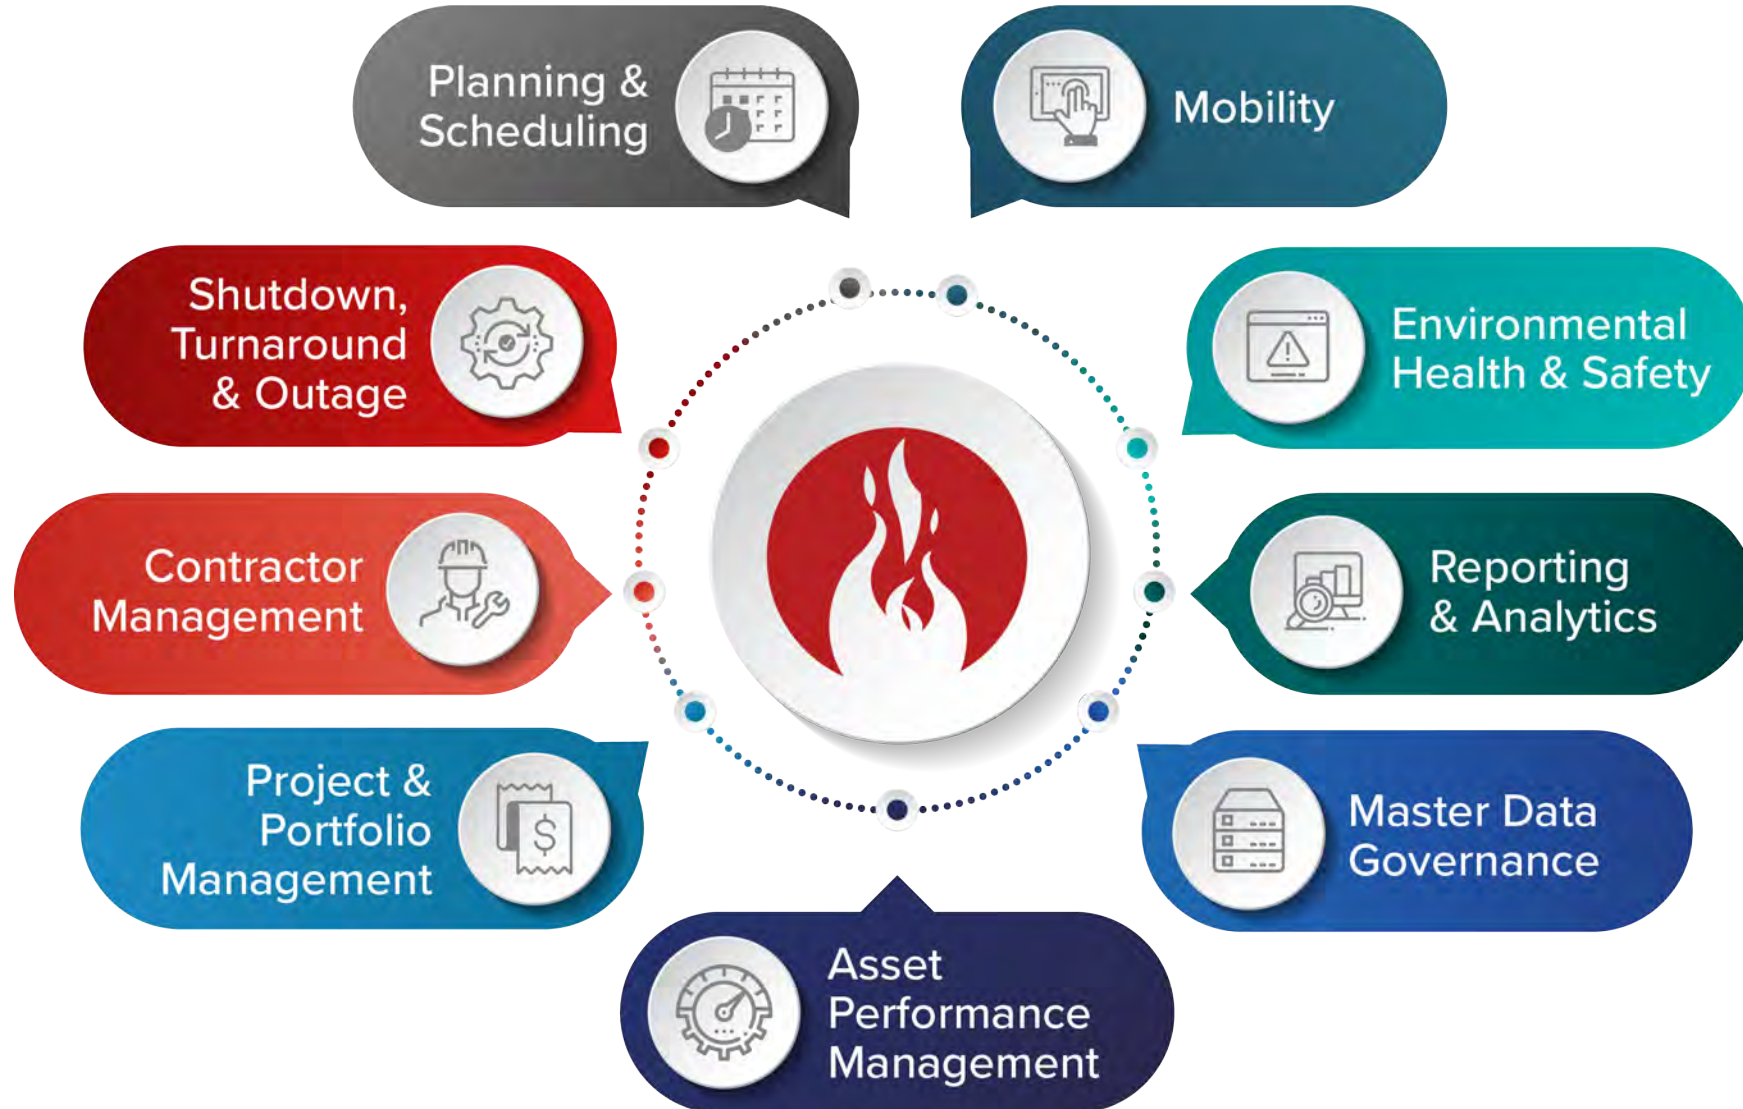 Planning &
Scheduling
Mobility
Shutdown,
Turnaround
& Outage
Environmental
Health & Safety
Contractor
Management
Reporting
& Analytics
Project &
Portfolio
Management
$
Master Data
Governance
Asset
Performance
Management